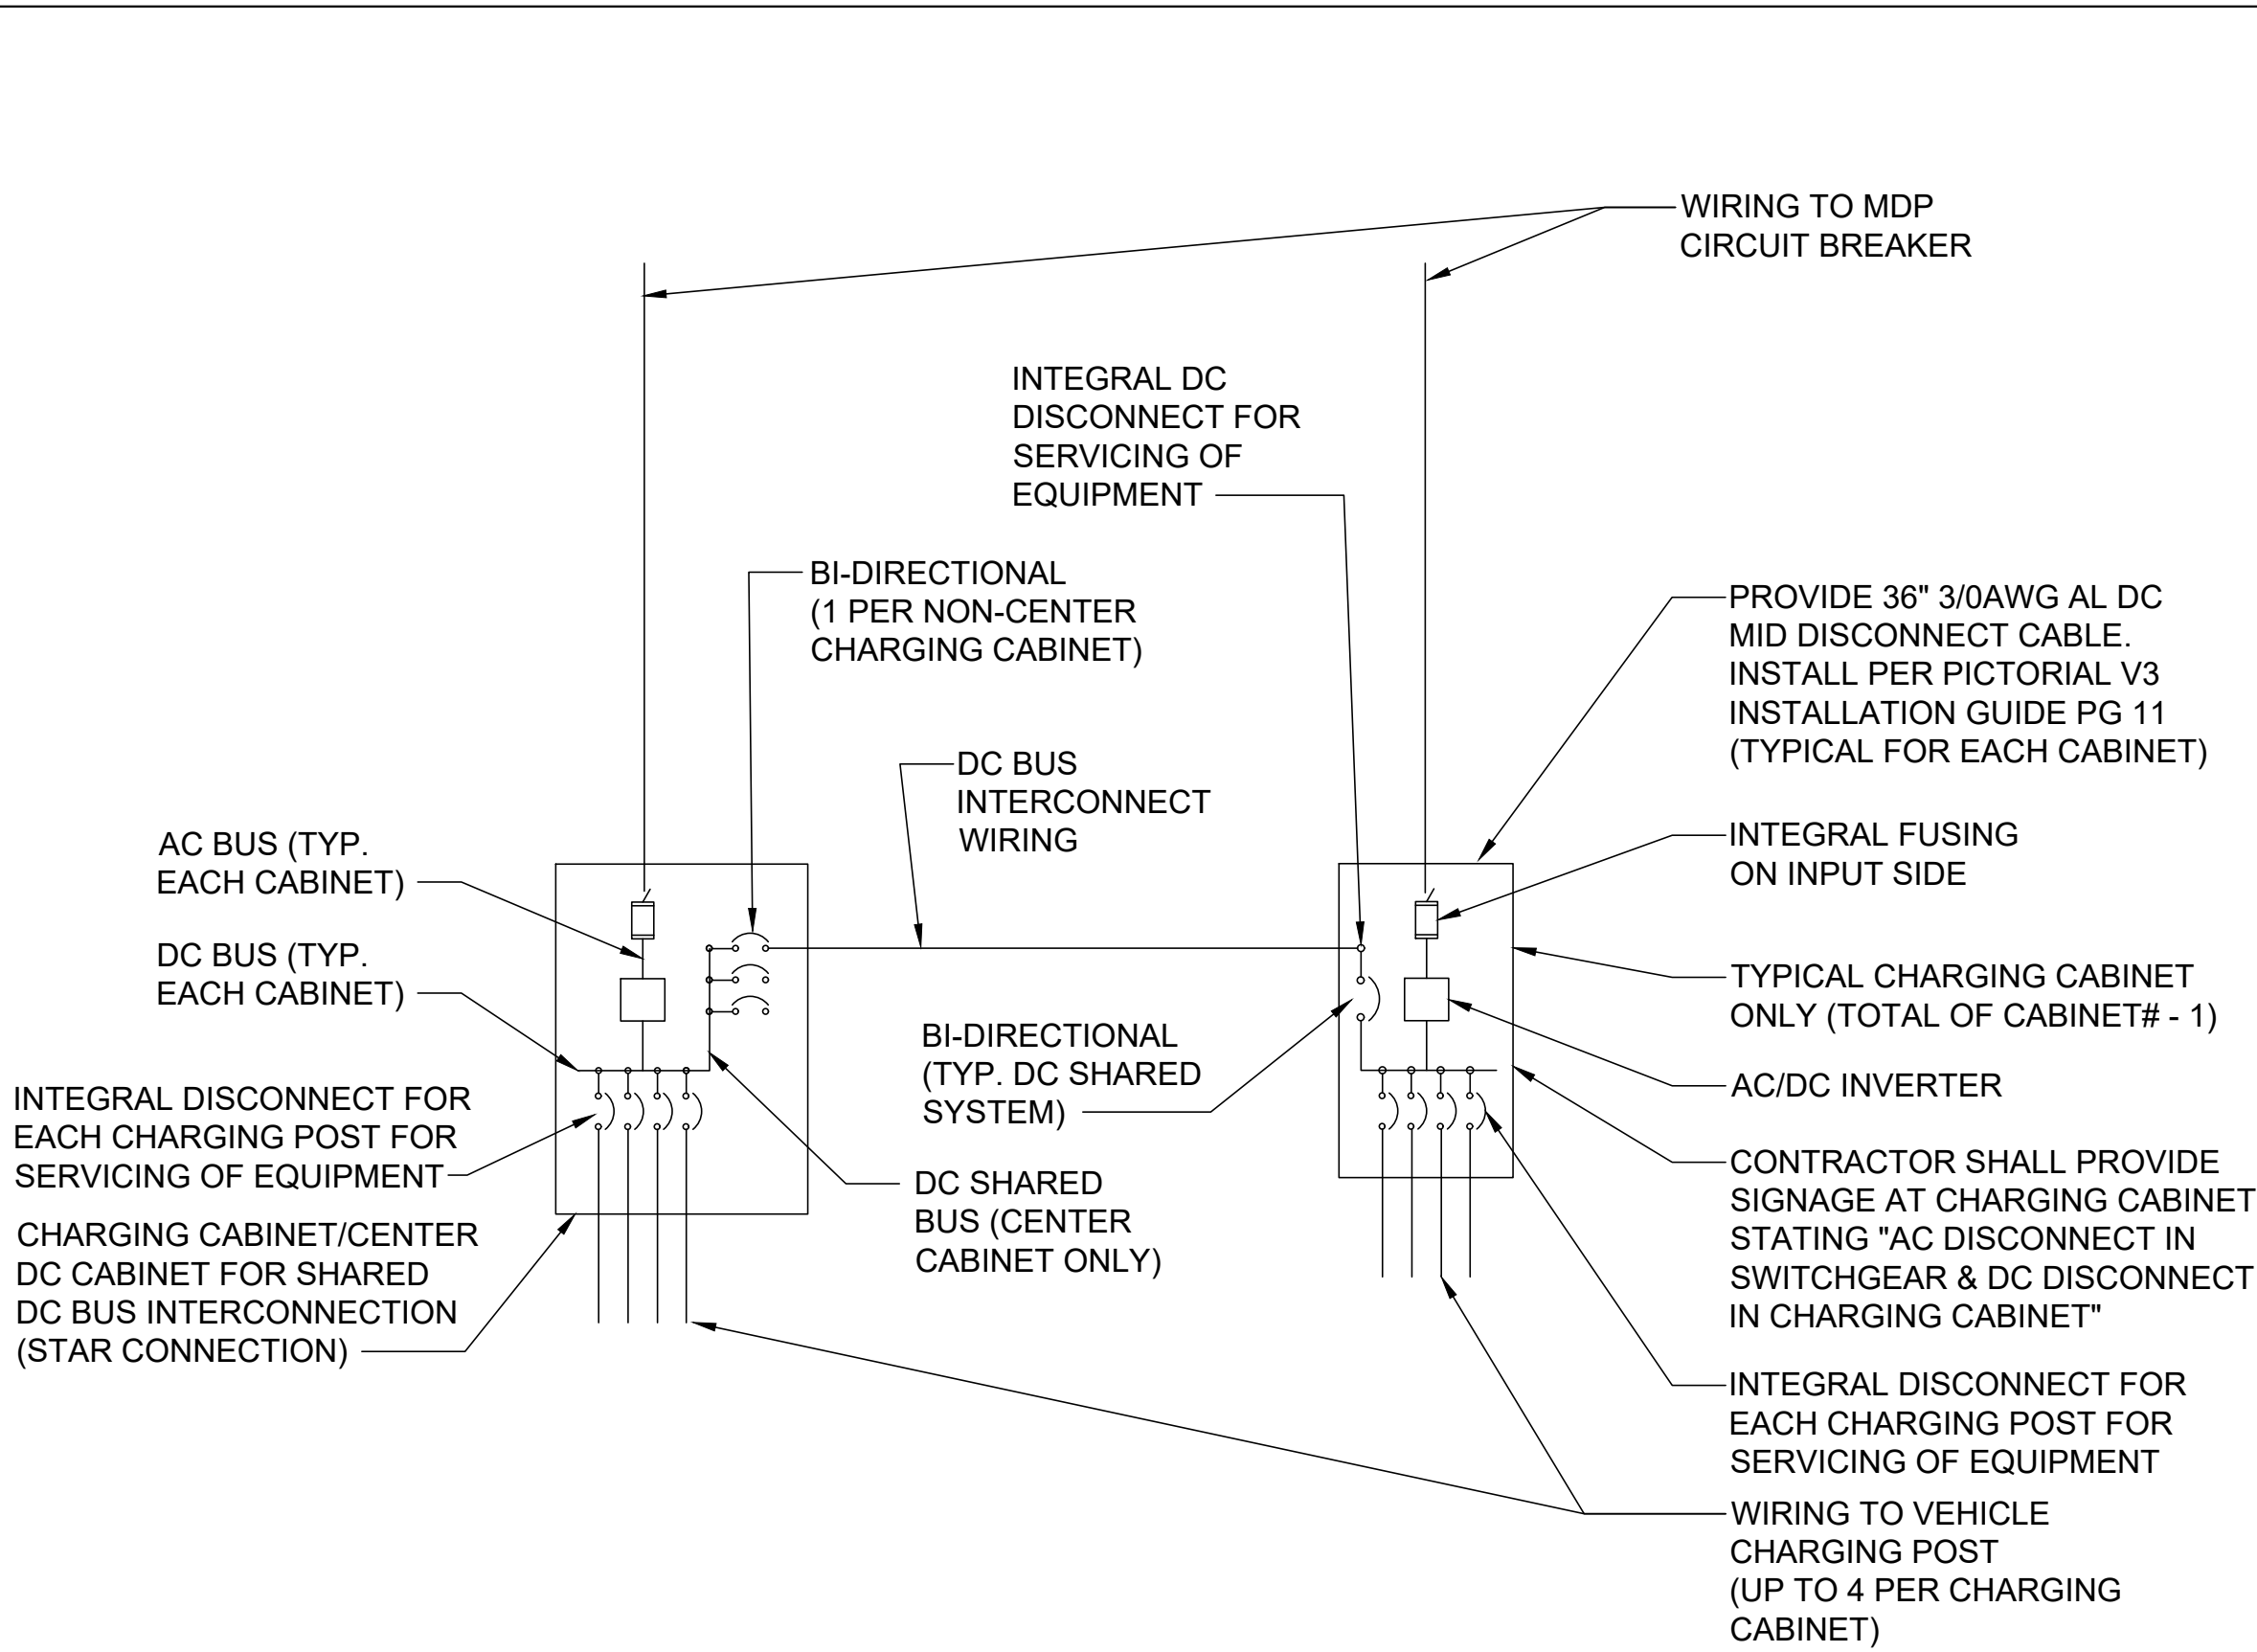 WIRING TO MDP
CIRCUIT BREAKER
INTEGRAL DC
DISCONNECT FOR
SERVICING OF
EQUIPMENT
BI-DIRECTIONAL
(1 PER NON-CENTER
CHARGING CABINET)
PROVIDE 36" 3/0AWG AL DC
MID DISCONNECT CABLE.
INSTALL PER PICTORIAL V3
INSTALLATION GUIDE PG 11
(TYPICAL FOR EACH CABINET)
DC BUS
INTERCONNECT
WIRING
AC BUS (TYP.
EACH CABINET)
INTEGRAL FUSING
ON INPUT SIDE
DC BUS (TYP.
EACH CABINET)
TYPICAL CHARGING CABINET
ONLY (TOTAL OF CABINET# - 1)
BI-DIRECTIONAL
(TYP. DC SHARED
SYSTEM)
AC/DC INVERTER
INTEGRAL DISCONNECT FOR
EACH CHARGING POST FOR
SERVICING OF EQUIPMENT
CONTRACTOR SHALL PROVIDE
SIGNAGE AT CHARGING CABINET
STATING "AC DISCONNECT IN
SWITCHGEAR & DC DISCONNECT
IN CHARGING CABINET"
DC SHARED
BUS (CENTER
CABINET ONLY)
CHARGING CABINET/CENTER
DC CABINET FOR SHARED
DC BUS INTERCONNECTION
(STAR CONNECTION)
INTEGRAL DISCONNECT FOR
EACH CHARGING POST FOR
SERVICING OF EQUIPMENT
WIRING TO VEHICLE
CHARGING POST
(UP TO 4 PER CHARGING
CABINET)